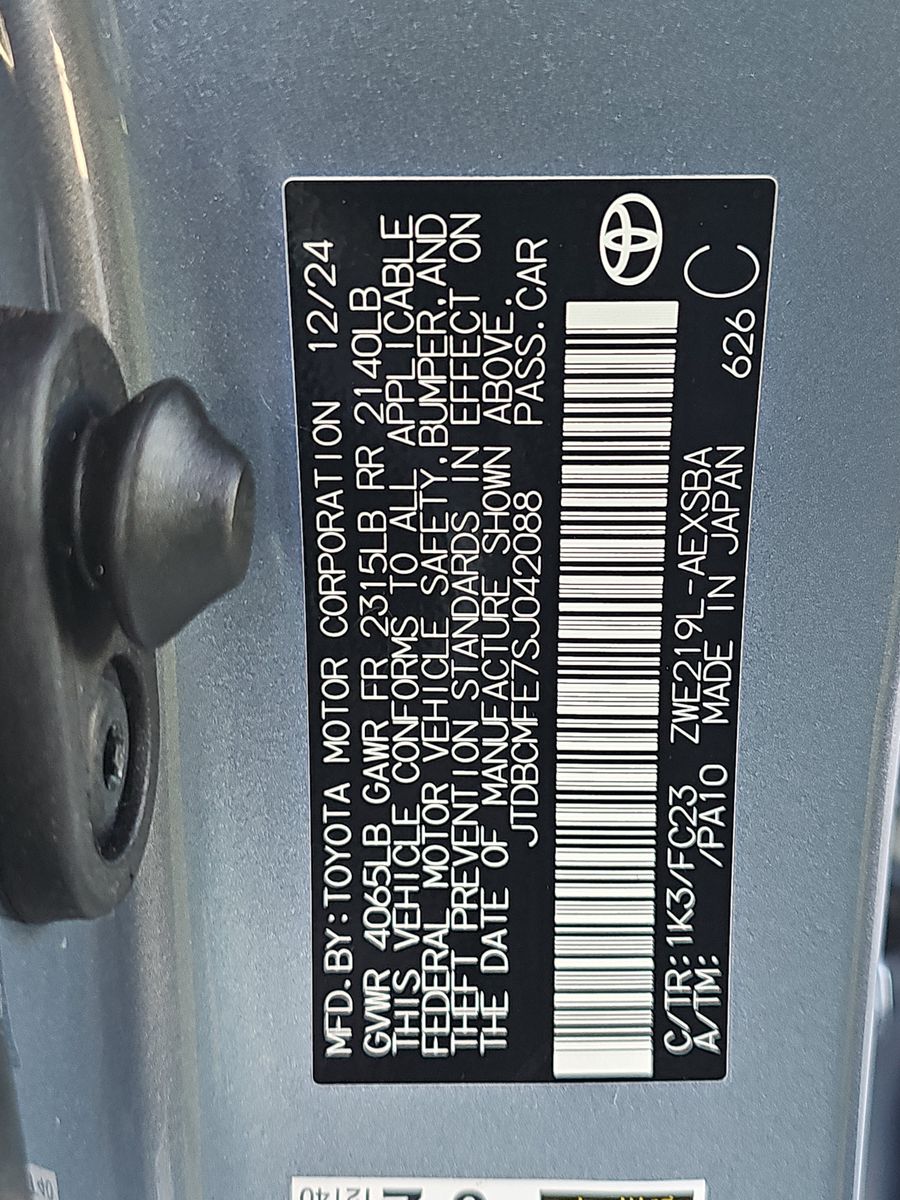 MFD.BY:TOYOTA MOTOR CORPORATION 12/24
GVWR 4065LB GAWR FR 2315LB RR 2140LB
THIS VEHICLE CONFORMS TO ALL APPLICABLE
FEDERAL MOTOR VEHICLE SAFETY,BUMPER,AND
THEFT PREVENTION STANDARDS IN EFFECT ON
THE DATE OF MANUFACTURE SHOWN ABOVE.
JTDBCMFE7SJ042088 PASS.CAR
C/TR:1K3/FC23 ZWE219L-AEXSBA
A/TM: /PA10 MADE IN JAPAN 626 C
12140